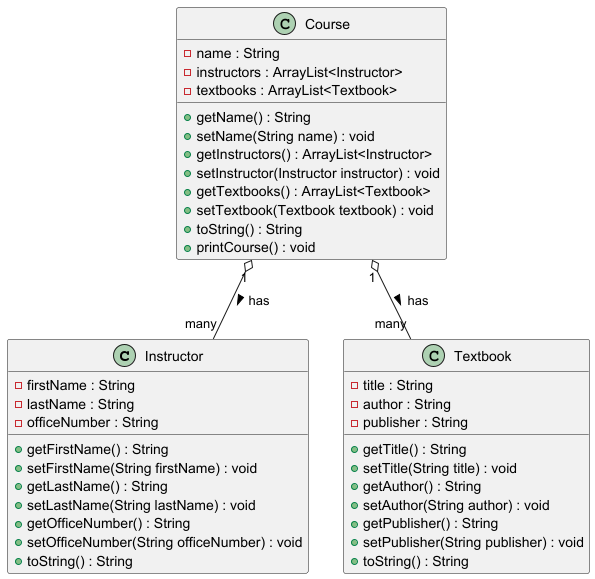 C Course
name : String
instructors : ArrayList<Instructor>
textbooks : ArrayList<Textbook>
getName() : String
setName(String name) : void
getInstructors() : ArrayList<Instructor>
setInstructor(Instructor instructor) : void
getTextbooks() : ArrayList<Textbook>
setTextbook(Textbook textbook) : void
toString() : String
printCourse() : void
1
1
has
has
many
many
C Instructor
firstName : String
lastName : String
officeNumber : String
getFirstName() : String
setFirstName(String firstName) : void
getLastName() : String
setLastName(String lastName) : void
getOfficeNumber() : String
setOfficeNumber(String officeNumber) : void
toString() : String
C Textbook
title : String
author : String
publisher : String
getTitle() : String
setTitle(String title) : void
getAuthor() : String
setAuthor(String author) : void
getPublisher() : String
setPublisher(String publisher) : void
toString() : String